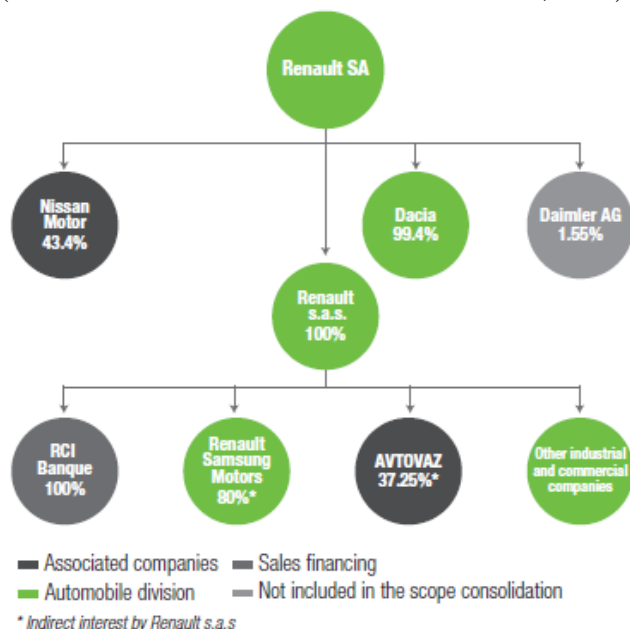 Renault SA
Nissan
Motor
43.4%
Dacia
99.4%
Daimler AG
1.55%
Renault
s.a.s.
100%
RCI
Banque
100%
Renault
Samsung
Motors
80%*
AVTOVAZ
37.25%*
Other industrial
and commercial
companies
Associated companies
Sales financing
Automobile division
Not included in the scope consolidation
* Indirect interest by Renault s.a.s